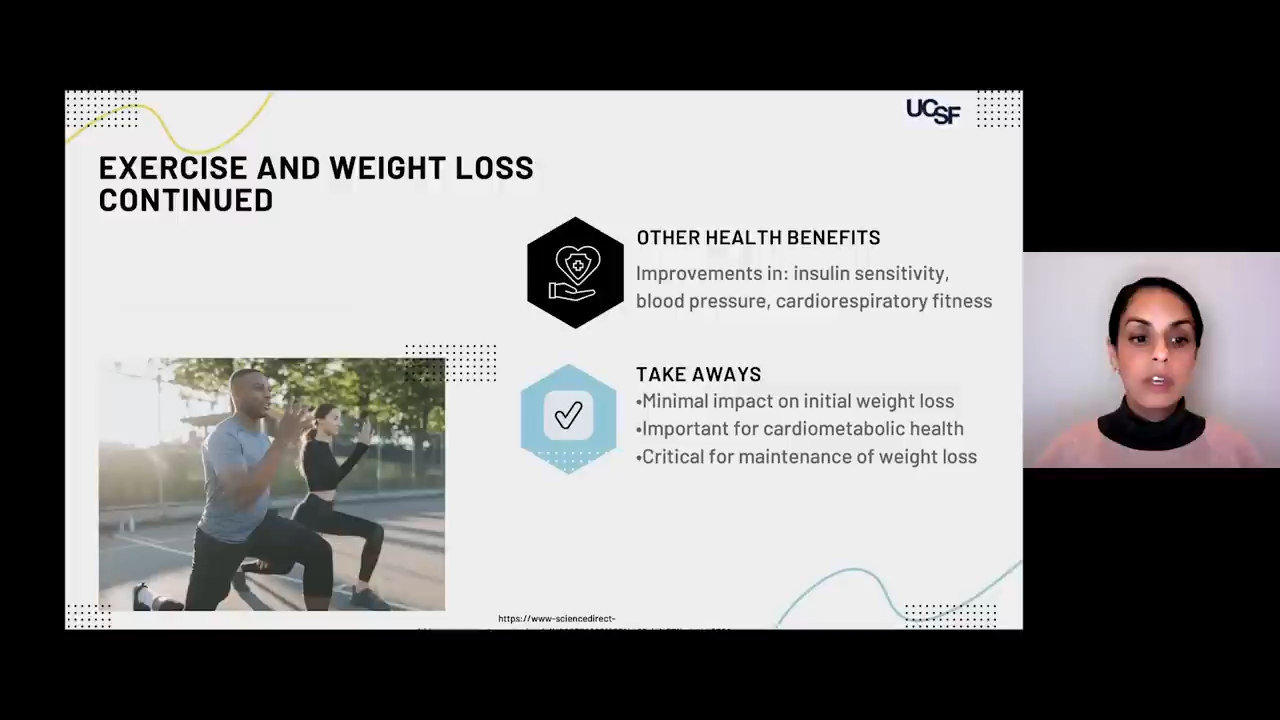 UCSF
EXERCISE AND WEIGHT LOSS
CONTINUED
OTHER HEALTH BENEFITS
Improvements in: insulin sensitivity,
blood pressure, cardiorespiratory fitness
TAKE AWAYS
•Minimal impact on initial weight loss
•Important for cardiometabolic health
•Critical for maintenance of weight loss
https://www-sciencedirect-